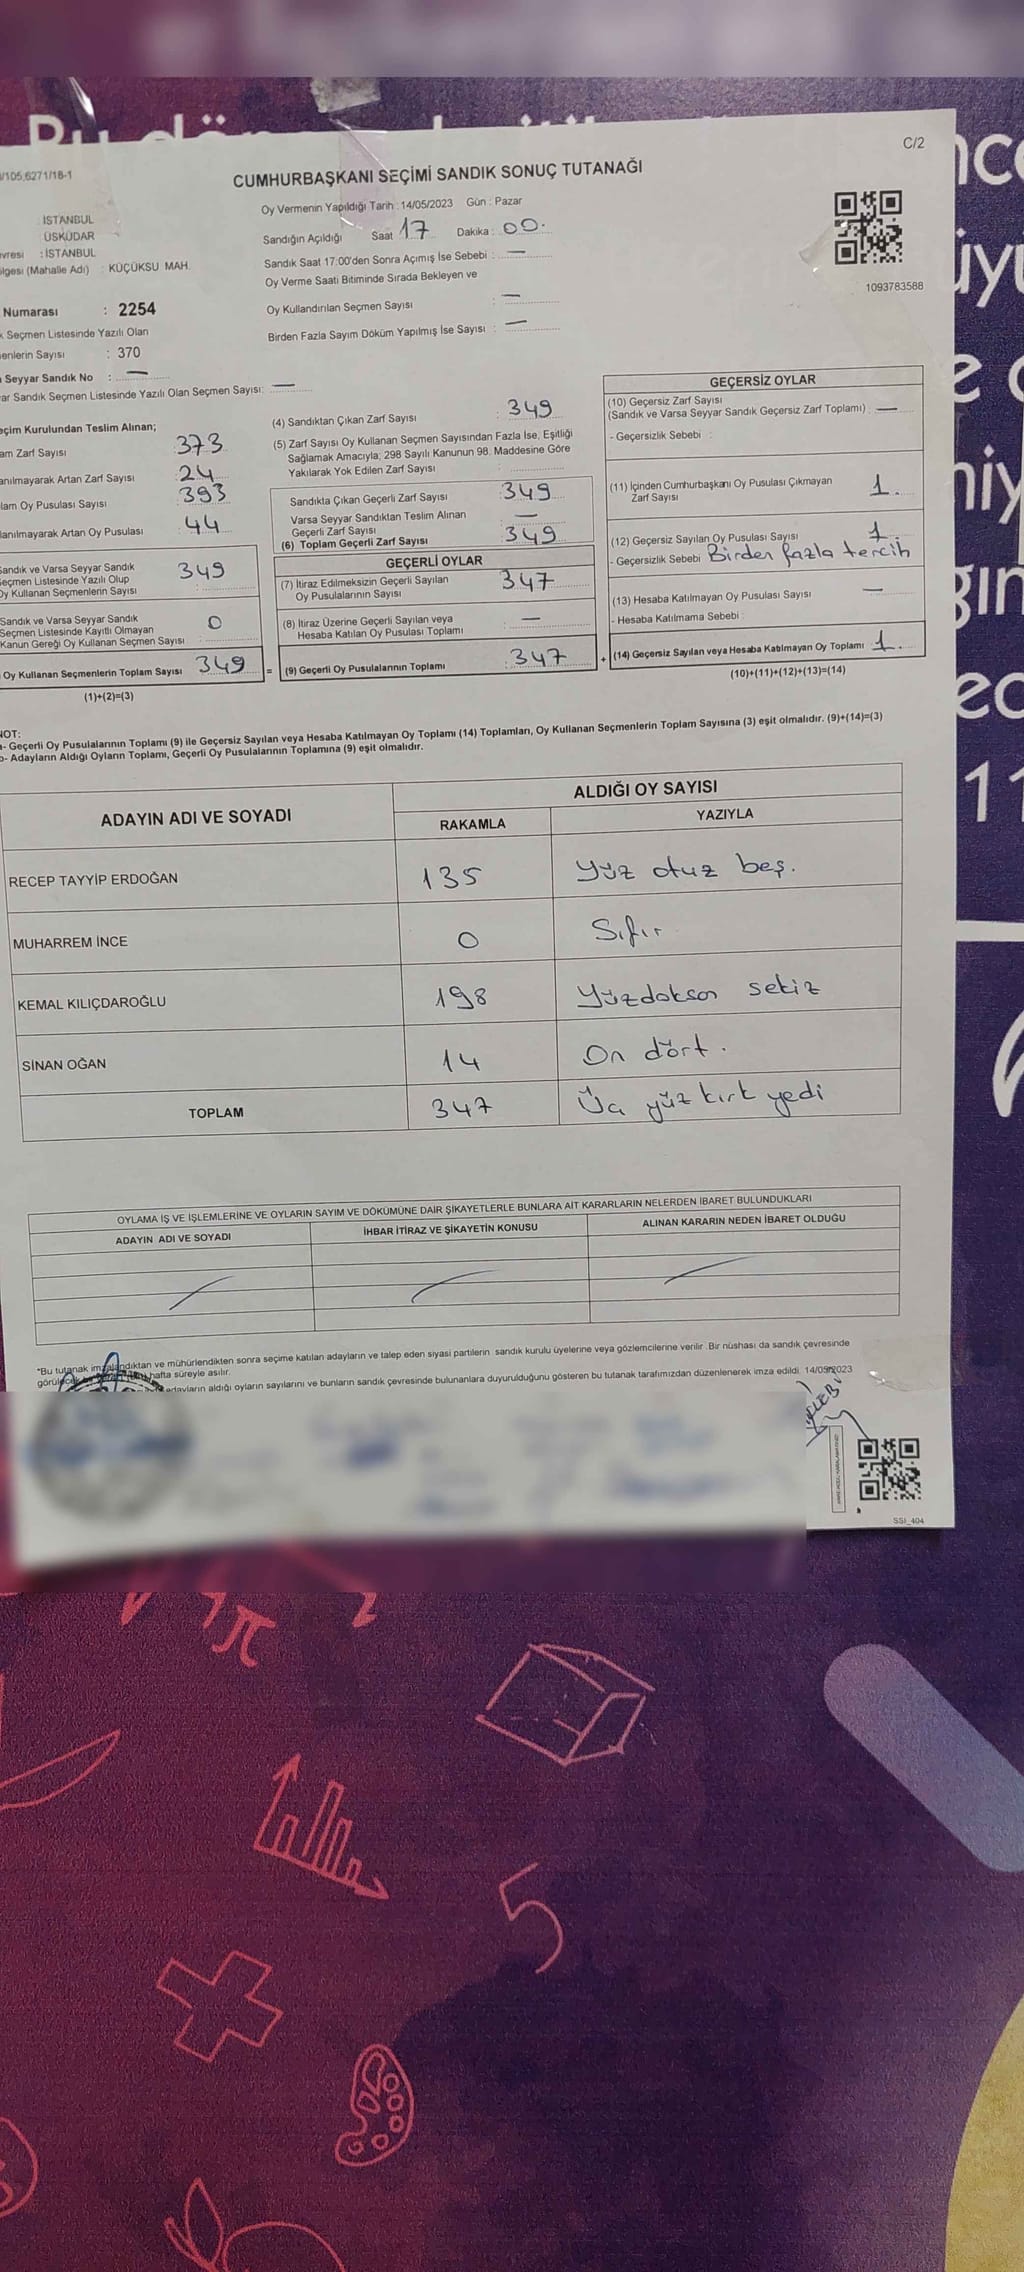 C/2
/105,6271/18-1
CUMHURBAŞKANI SEÇİMİ SANDIK SONUÇ TUTANAĞI
Oy Vermenin Yapıldığı Tarih : 14/05/2023 Gün : Pazar
İSTANBUL
ÜSKÜDAR
: İSTANBUL
(Mahalle Adı) : KÜÇÜKSU MAH.
Numarası : 2254
Seçmen Listesinde Yazılı Olan
Sayısı : 370
Seyyar Sandık No : —
Sandık Seçmen Listesinde Yazılı Olan Seçmen Sayısı: —
Sandığın Açıldığı Saat 17 Dakika : 00.
Sandık Saat 17:00'den Sonra Açımış İse Sebebi : —
Oy Verme Saati Bitiminde Sırada Bekleyen ve
Oy Kullandırılan Seçmen Sayısı : —
Birden Fazla Sayım Döküm Yapılmış İse Sayısı : —
1093783588
Kurulundan Teslim Alınan;
Zarf Sayısı 373
Artan Zarf Sayısı 24
Oy Pusulası Sayısı 393
Artan Oy Pusulası 44
Sandık ve Varsa Seyyar Sandık
Seçmen Listesinde Yazılı Olup
Oy Kullanan Seçmenlerin Sayısı 349
Sandık ve Varsa Seyyar Sandık
Seçmen Listesinde Kayıtlı Olmayan
Kanun Gereği Oy Kullanan Seçmen Sayısı : 0
Oy Kullanan Seçmenlerin Toplam Sayısı 349 =
(1)+(2)=(3)
(4) Sandıktan Çıkan Zarf Sayısı : 349
(5) Zarf Sayısı Oy Kullanan Seçmen Sayısından Fazla İse, Eşitliği
Sağlamak Amacıyla; 298 Sayılı Kanunun 98. Maddesine Göre
Yakılarak Yok Edilen Zarf Sayısı :
Sandıkta Çıkan Geçerli Zarf Sayısı : 349
Varsa Seyyar Sandıktan Teslim Alınan
Geçerli Zarf Sayısı : —
(6) Toplam Geçerli Zarf Sayısı : 349
GEÇERLİ OYLAR
(7) İtiraz Edilmeksizin Geçerli Sayılan
Oy Pusulalarının Sayısı : 347
(8) İtiraz Üzerine Geçerli Sayılan veya
Hesaba Katılan Oy Pusulası Toplamı : —
(9) Geçerli Oy Pusulalarının Toplamı : 347 +
GEÇERSİZ OYLAR
(10) Geçersiz Zarf Sayısı
(Sandık ve Varsa Seyyar Sandık Geçersiz Zarf Toplamı) : —
- Geçersizlik Sebebi :
(11) İçinden Cumhurbaşkanı Oy Pusulası Çıkmayan
Zarf Sayısı : 1.
(12) Geçersiz Sayılan Oy Pusulası Sayısı : 1.
- Geçersizlik Sebebi Birden fazla tercih
(13) Hesaba Katılmayan Oy Pusulası Sayısı : —
- Hesaba Katılmama Sebebi :
(14) Geçersiz Sayılan veya Hesaba Katılmayan Oy Toplamı : 1.
(10)+(11)+(12)+(13)=(14)
NOT:
a- Geçerli Oy Pusulalarının Toplamı (9) ile Geçersiz Sayılan veya Hesaba Katılmayan Oy Toplamı (14) Toplamları, Oy Kullanan Seçmenlerin Toplam Sayısına (3) eşit olmalıdır. (9)+(14)=(3)
b- Adayların Aldığı Oyların Toplamı, Geçerli Oy Pusulalarının Toplamına (9) eşit olmalıdır.
ADAYIN ADI VE SOYADI ALDIĞI OY SAYISI
RAKAMLA YAZIYLA
RECEP TAYYİP ERDOĞAN 135 Yüz otuz beş.
MUHARREM İNCE 0 Sıfır
KEMAL KILIÇDAROĞLU 198 Yüzdoksan sekiz
SİNAN OĞAN 14 On dört.
TOPLAM 347 Üç yüz kırk yedi
OYLAMA İŞ VE İŞLEMLERİNE VE OYLARIN SAYIM VE DÖKÜMÜNE DAİR ŞİKAYETLERLE BUNLARA AİT KARARLARIN NELERDEN İBARET BULUNDUKLARI
ADAYIN ADI VE SOYADI İHBAR İTİRAZ VE ŞİKAYETİN KONUSU ALINAN KARARIN NEDEN İBARET OLDUĞU
*Bu tutanak imzalandıktan ve mühürlendikten sonra seçime katılan adayların ve talep eden siyasi partilerin sandık kurulu üyelerine veya gözlemcilerine verilir. Bir nüshası da sandık çevresinde
hafta süreyle asılır.
adayların aldığı oyların sayılarını ve bunların sandık çevresinde bulunanlara duyurulduğunu gösteren bu tutanak tarafımızdan düzenlenerek imza edildi. 14/05/2023
SSI_404
Bu
11
π
5